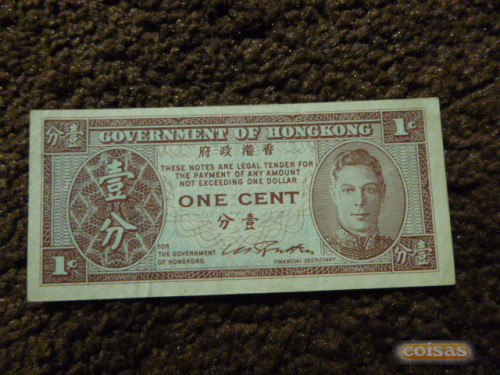 分壹
GOVERNMENT OF HONGKONG
1¢
府政港香
THESE NOTES ARE LEGAL TENDER FOR
THE PAYMENT OF ANY AMOUNT
NOT EXCEEDING ONE DOLLAR
壹分
ONE CENT
分壹
FOR
THE GOVERNMENT
OF HONGKONG
FINANCIAL SECRETARY
1¢
分壹
coisas